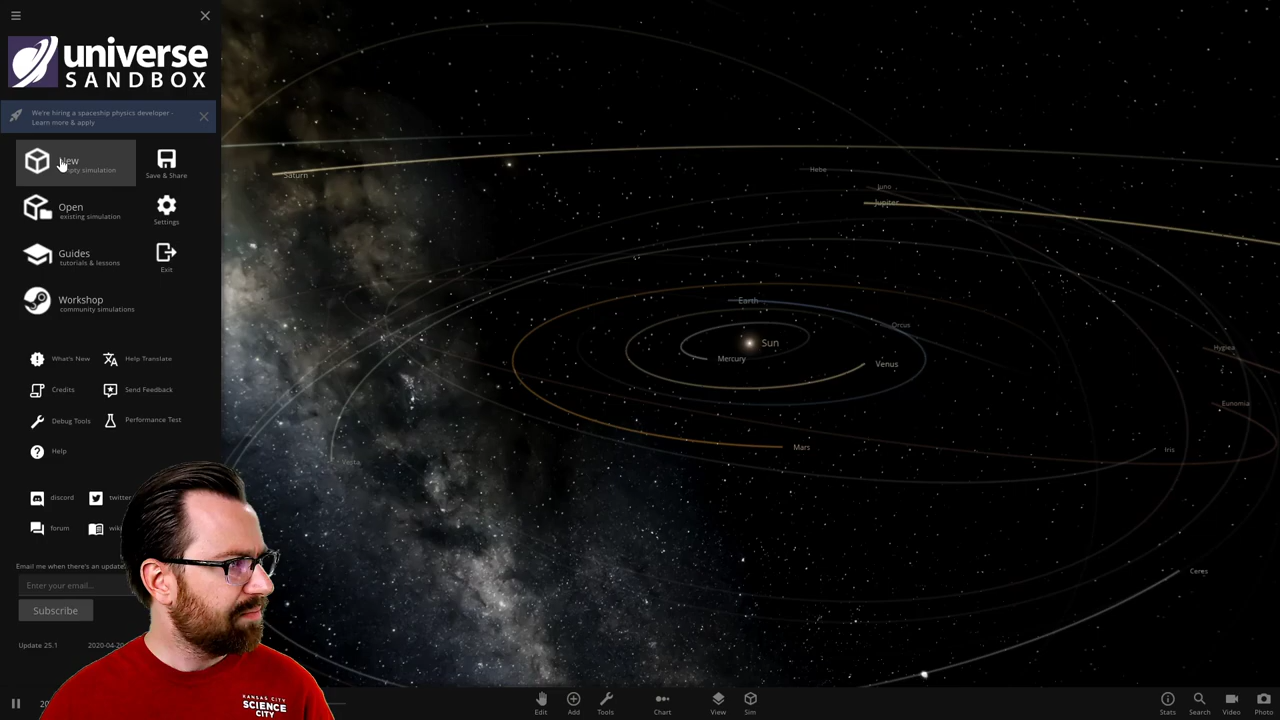 universe
SANDBOX
We're hiring a spaceship physics developer -
Learn more & apply
New
empty simulation
Save & Share
Open
existing simulation
Settings
Guides
tutorials & lessons
Exit
Workshop
community simulations
What's New
Help Translate
Credits
Send Feedback
Debug Tools
Performance Test
Help
discord
twitter
forum
Email me when there's an update
Enter your email...
Subscribe
Update 25.1
Saturn
Hebe
Juno
Jupiter
Earth
Orcus
Sun
Mercury
Venus
Hygiea
Eunomia
Mars
Iris
Vesta
Ceres
KANSAS CITY
SCIENCE
CITY
Edit
Add
Tools
Chart
View
Sim
Stats
Search
Video
Photo